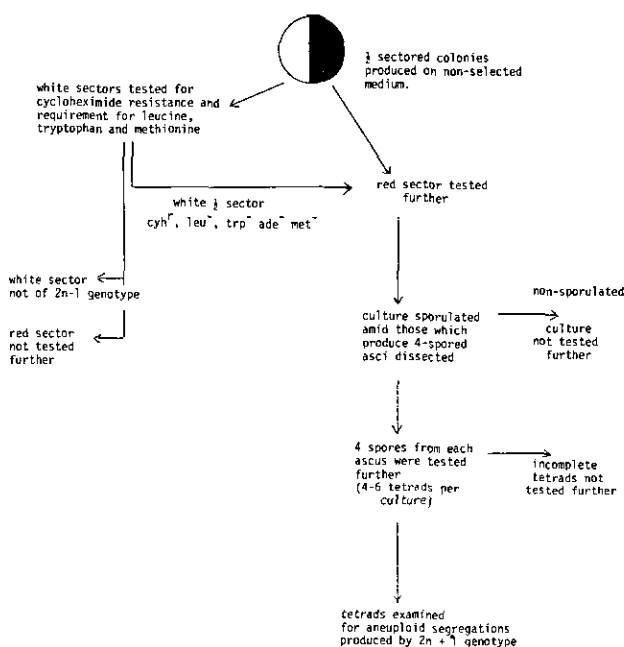 ½ sectored colonies
produced on non-selected
medium.
white sectors tested for
cycloheximide resistance and
requirement for leucine,
tryptophan and methionine
red sector tested
further
white ½ sector
cyhʳ, leu⁻, trp⁻ ade⁻ met⁻
white sector
not of 2n-1 genotype
red sector
not tested
further
culture sporulated
amid those which
produce 4-spored
asci dissected
non-sporulated
culture
not tested
further
4 spores from each
ascus were tested
further
(4-6 tetrads per
culture)
incomplete
tetrads not
tested further
tetrads examined
for aneuploid segregations
produced by 2n + 1 genotype